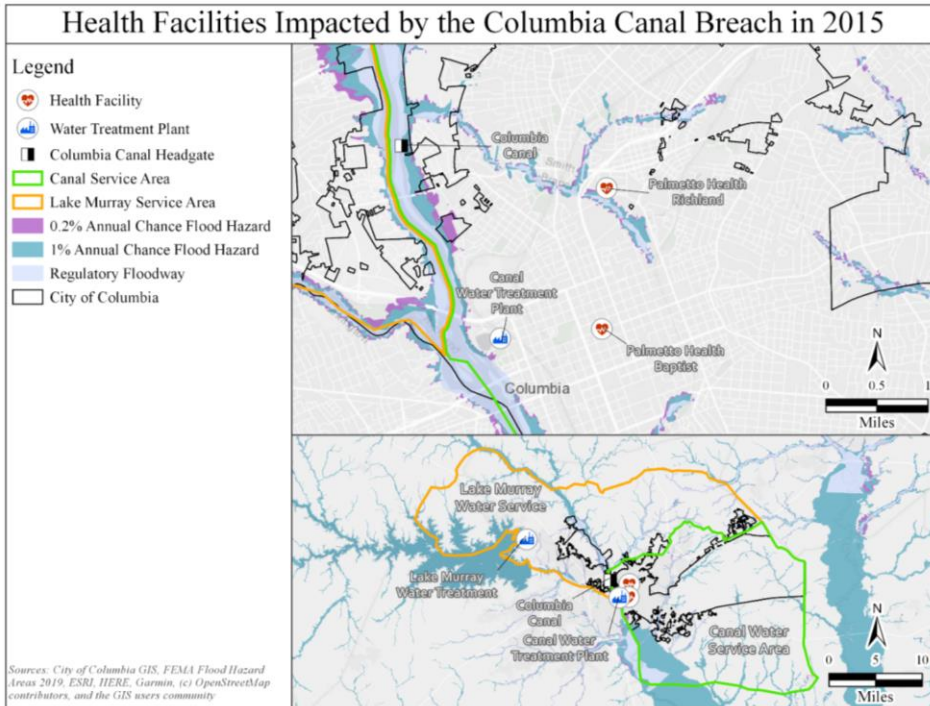 Health Facilities Impacted by the Columbia Canal Breach in 2015
Legend
Health Facility
Water Treatment Plant
Columbia Canal Headgate
Canal Service Area
Lake Murray Service Area
0.2% Annual Chance Flood Hazard
1% Annual Chance Flood Hazard
Regulatory Floodway
City of Columbia
Sources: City of Columbia GIS, FEMA Flood Hazard
Areas 2019, ESRI, HERE, Garmin, (c) OpenStreetMap
contributors, and the GIS users community
Columbia
Canal
Palmetto Health
Richland
Canal
Water Treatment
Plant
Palmetto Health
Baptist
Columbia
N
0 0.5 1
Miles
Lake Murray
Water Service
Lake Murray
Water Treatment
Columbia
Canal
Canal Water
Treatment Plant
Canal Water
Service Area
N
0 5 10
Miles